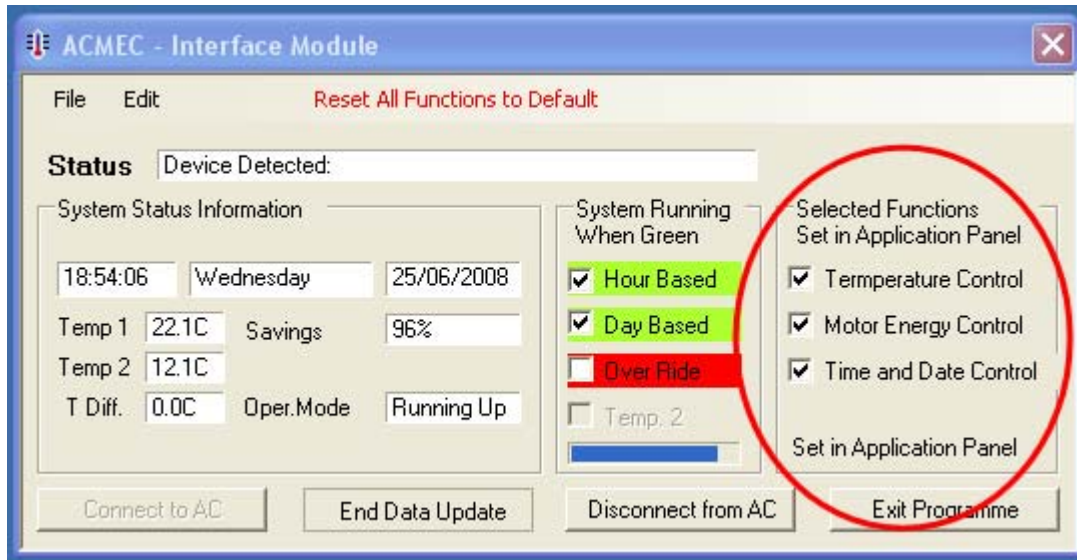 ACMEC - Interface Module
File Edit Reset All Functions to Default
Status Device Detected:
System Status Information
18:54:06 Wednesday 25/06/2008
Temp 1 22.1C Savings 96%
Temp 2 12.1C
T Diff. 0.0C Oper.Mode Running Up
System Running
When Green
Hour Based
Day Based
Over Ride
Temp. 2
Selected Functions
Set in Application Panel
Termperature Control
Motor Energy Control
Time and Date Control
Set in Application Panel
Connect to AC End Data Update Disconnect from AC Exit Programme